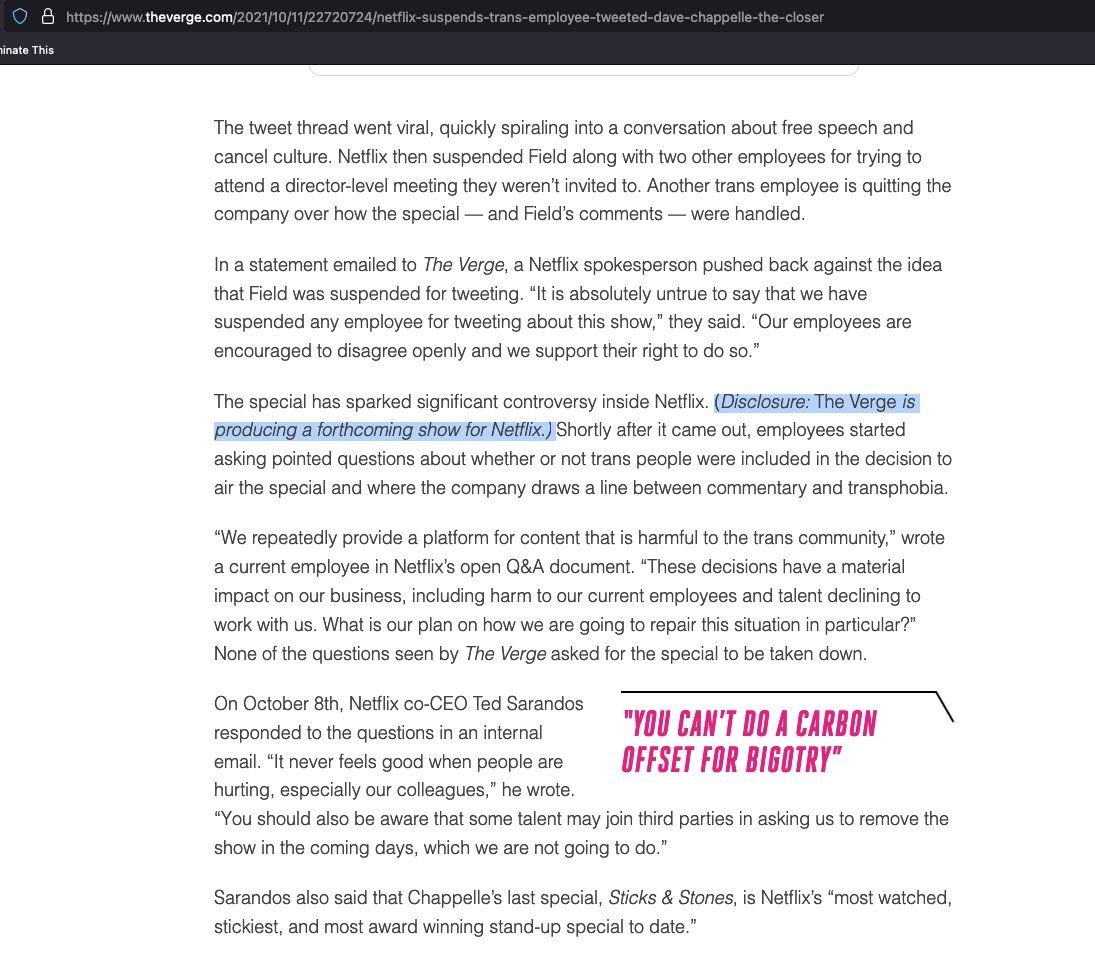 https://www.theverge.com/2021/10/11/22720724/netflix-suspends-trans-employee-tweeted-dave-chappelle-the-closer
This
The tweet thread went viral, quickly spiraling into a conversation about free speech and
cancel culture. Netflix then suspended Field along with two other employees for trying to
attend a director-level meeting they weren’t invited to. Another trans employee is quitting the
company over how the special — and Field’s comments — were handled.
In a statement emailed to The Verge, a Netflix spokesperson pushed back against the idea
that Field was suspended for tweeting. “It is absolutely untrue to say that we have
suspended any employee for tweeting about this show,” they said. “Our employees are
encouraged to disagree openly and we support their right to do so.”
The special has sparked significant controversy inside Netflix. (Disclosure: The Verge is
producing a forthcoming show for Netflix.) Shortly after it came out, employees started
asking pointed questions about whether or not trans people were included in the decision to
air the special and where the company draws a line between commentary and transphobia.
“We repeatedly provide a platform for content that is harmful to the trans community,” wrote
a current employee in Netflix’s open Q&A document. “These decisions have a material
impact on our business, including harm to our current employees and talent declining to
work with us. What is our plan on how we are going to repair this situation in particular?”
None of the questions seen by The Verge asked for the special to be taken down.
On October 8th, Netflix co-CEO Ted Sarandos
responded to the questions in an internal
email. “It never feels good when people are
hurting, especially our colleagues,” he wrote.
“You should also be aware that some talent may join third parties in asking us to remove the
show in the coming days, which we are not going to do.”
"YOU CAN'T DO A CARBON
OFFSET FOR BIGOTRY”
Sarandos also said that Chappelle’s last special, Sticks & Stones, is Netflix’s “most watched,
stickiest, and most award winning stand-up special to date.”